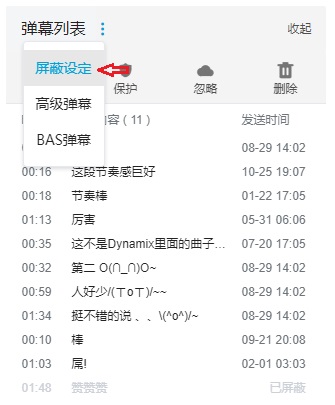 弹幕列表
收起
屏蔽设定
高级弹幕
BAS弹幕
保护
忽略
删除
容 ( 11 )
发送时间
08-29 14:02
00:16 这段节奏感巨好 10-25 19:07
00:18 节奏棒 01-22 17:05
01:13 厉害 05-31 06:06
00:35 这不是Dynamix里面的曲子... 07-20 17:05
00:32 第二 O(∩_∩)O~ 08-29 14:02
00:59 人好少/(ㄒoㄒ)/~~ 08-29 14:02
01:34 挺不错的说 、、\(^o^)/~ 08-29 14:02
00:10 棒 09-21 20:08
01:03 屌! 02-01 03:03
01:48 赞赞赞 已屏蔽